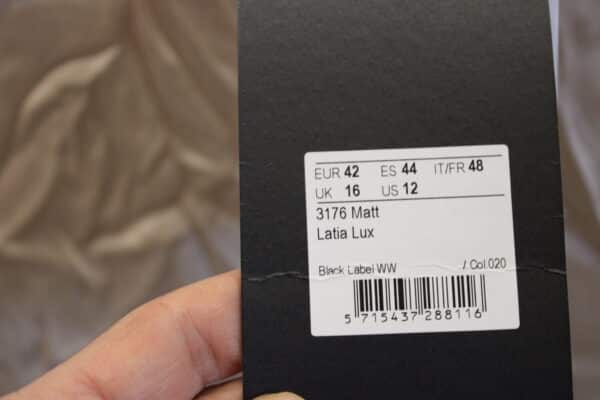 EUR 42 ES 44 IT/FR 48
UK 16 US 12
3176 Matt
Latia Lux
Black Label WW / Col.020
5 715437 288116